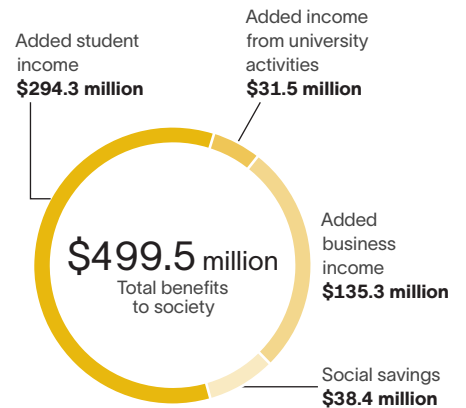 Added student
income
$294.3 million
Added income
from university
activities
$31.5 million
$499.5 million
Total benefits
to society
Added
business
income
$135.3 million
Social savings
$38.4 million